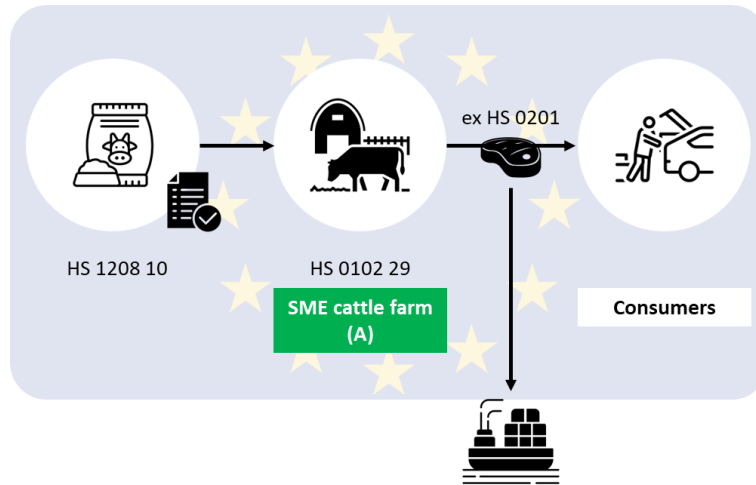 ex HS 0201
HS 1208 10
HS 0102 29
SME cattle farm
(A)
Consumers